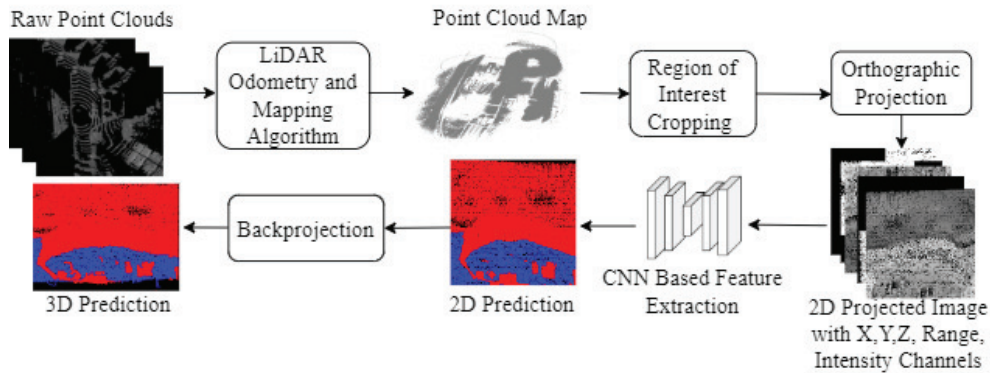 Raw Point Clouds
LiDAR
Odometry and
Mapping
Algorithm
Point Cloud Map
Region of
Interest
Cropping
Orthographic
Projection
2D Projected Image
with X,Y,Z, Range,
Intensity Channels
CNN Based Feature
Extraction
2D Prediction
Backprojection
3D Prediction